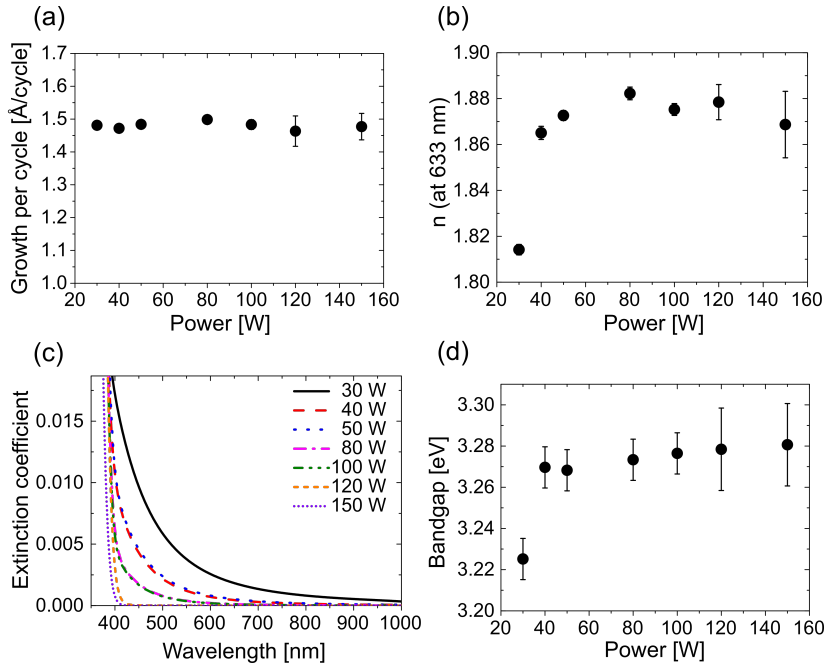 (a)
1.7
1.6
1.5
1.4
1.3
1.2
1.1
1.0
Growth per cycle [Å/cycle]
20 40 60 80 100 120 140 160
Power [W]
(b)
1.90
1.88
1.86
1.84
1.82
1.80
n (at 633 nm)
20 40 60 80 100 120 140 160
Power [W]
(c)
0.015
0.010
0.005
0.000
Extinction coefficient
30 W
40 W
50 W
80 W
100 W
120 W
150 W
400 500 600 700 800 900 1000
Wavelength [nm]
(d)
3.30
3.28
3.26
3.24
3.22
3.20
Bandgap [eV]
20 40 60 80 100 120 140 160
Power [W]